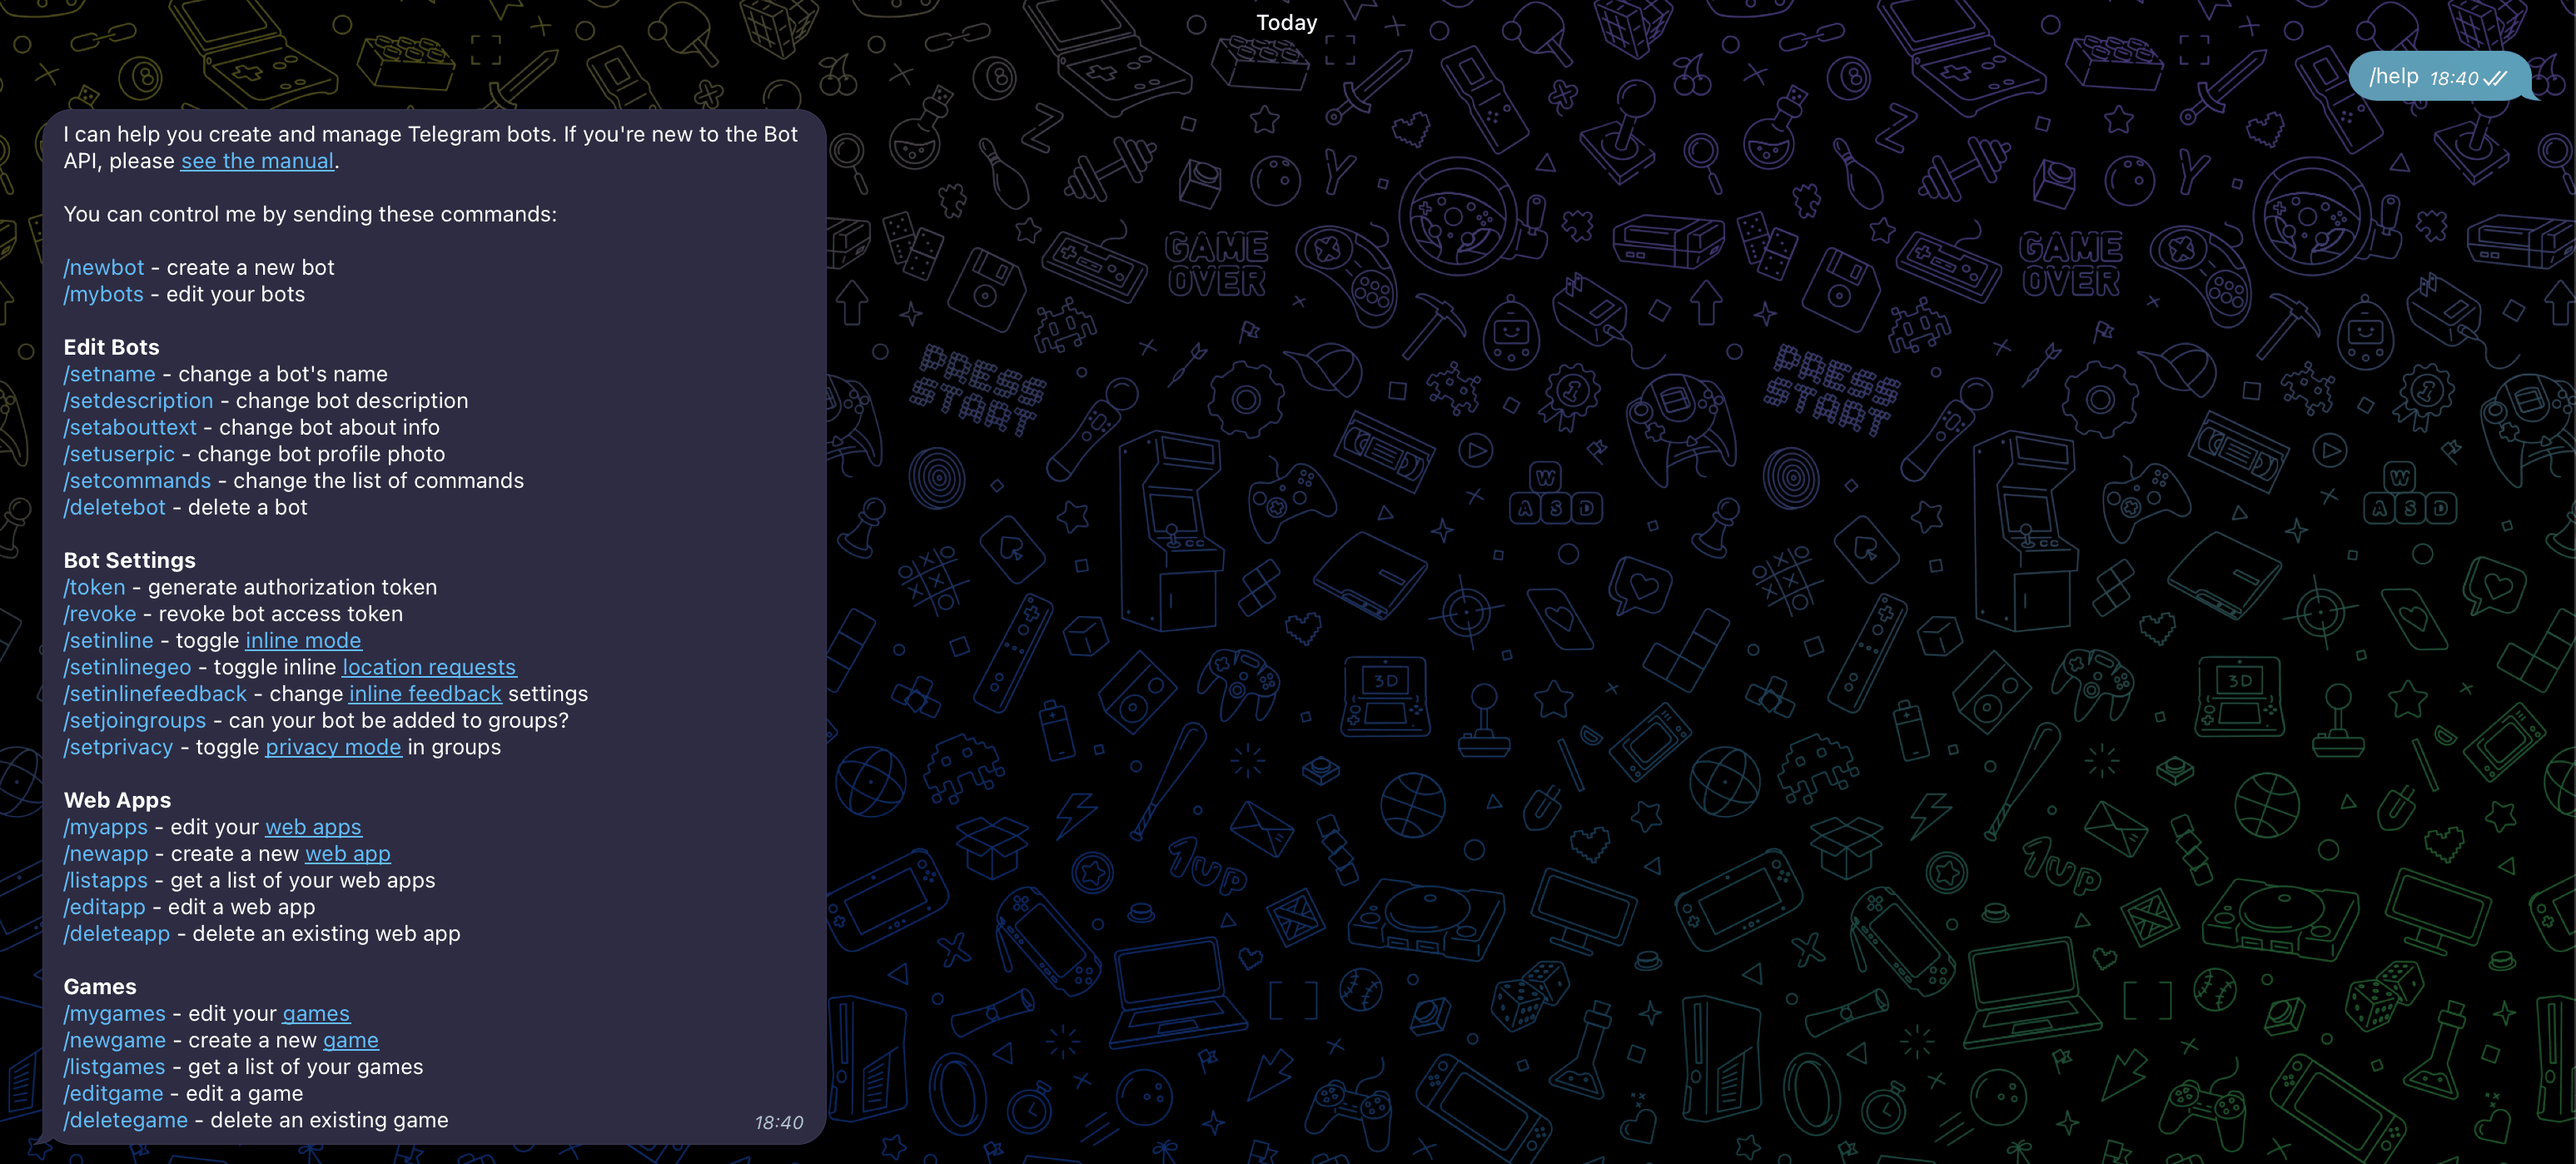 Today
/help 18:40
I can help you create and manage Telegram bots. If you're new to the Bot
API, please see the manual.
You can control me by sending these commands:
/newbot - create a new bot
/mybots - edit your bots
Edit Bots
/setname - change a bot's name
/setdescription - change bot description
/setabouttext - change bot about info
/setuserpic - change bot profile photo
/setcommands - change the list of commands
/deletebot - delete a bot
Bot Settings
/token - generate authorization token
/revoke - revoke bot access token
/setinline - toggle inline mode
/setinlinegeo - toggle inline location requests
/setinlinefeedback - change inline feedback settings
/setjoingroups - can your bot be added to groups?
/setprivacy - toggle privacy mode in groups
Web Apps
/myapps - edit your web apps
/newapp - create a new web app
/listapps - get a list of your web apps
/editapp - edit a web app
/deleteapp - delete an existing web app
Games
/mygames - edit your games
/newgame - create a new game
/listgames - get a list of your games
/editgame - edit a game
/deletegame - delete an existing game
18:40
GAME
OVER
GAME
OVER
PRESS
START
PRESS
START
W
A S D
W
A S D
3D
3D
1UP
1UP